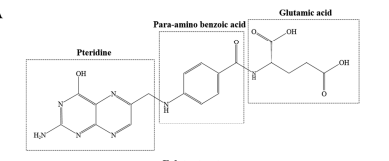 Glutamic acid
Para-amino benzoic acid
Pteridine
O
OH
O
OH
OH
N
N
N
H
N
H
O
H₂N
N
N